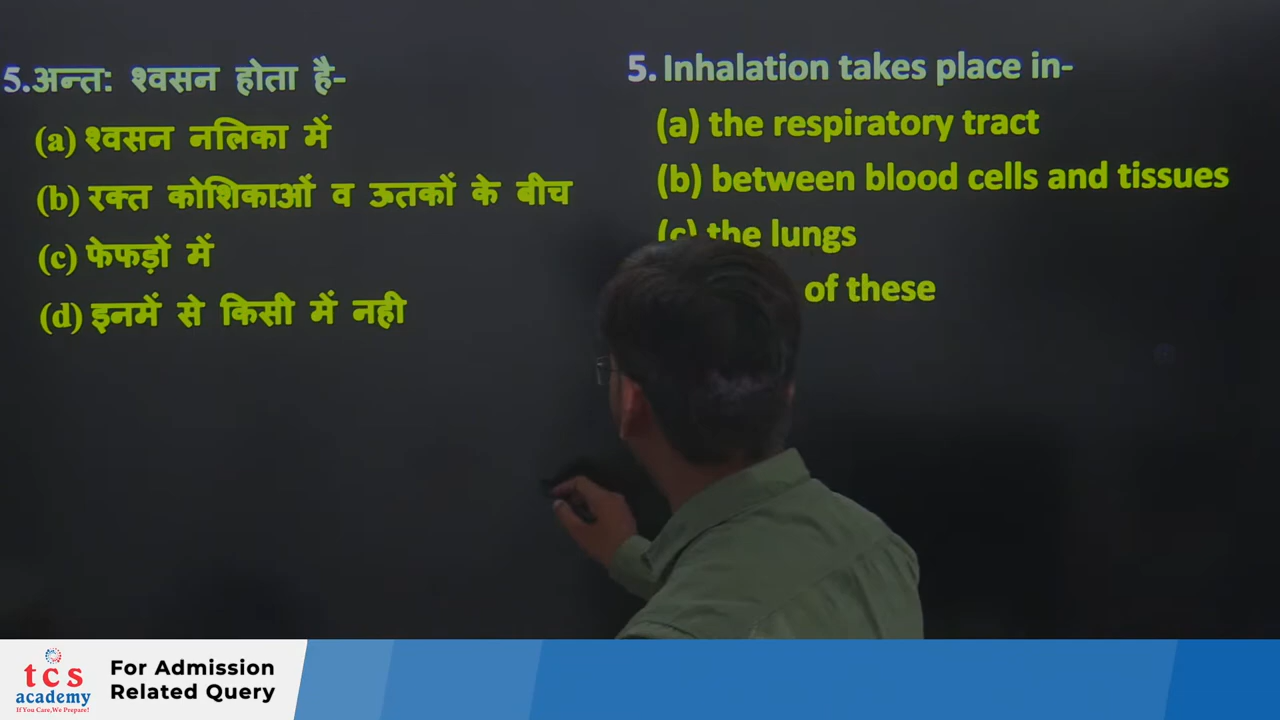 5.अन्त: श्वसन होता है-
(a) श्वसन नलिका में
(b) रक्त कोशिकाओं व ऊतकों के बीच
(c) फेफड़ों में
(d) इनमें से किसी में नही
5. Inhalation takes place in-
(a) the respiratory tract
(b) between blood cells and tissues
(c) the lungs
of these
tcs
academy
If You Care,We Prepare!
For Admission
Related Query